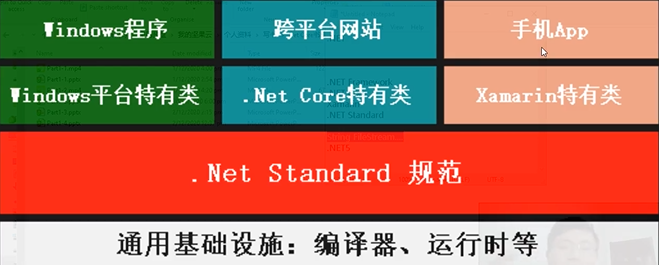 Windows程序
跨平台网站
手机App
Windows平台特有类
.Net Core特有类
Xamarin特有类
.Net Standard 规范
通用基础设施：编译器、运行时等